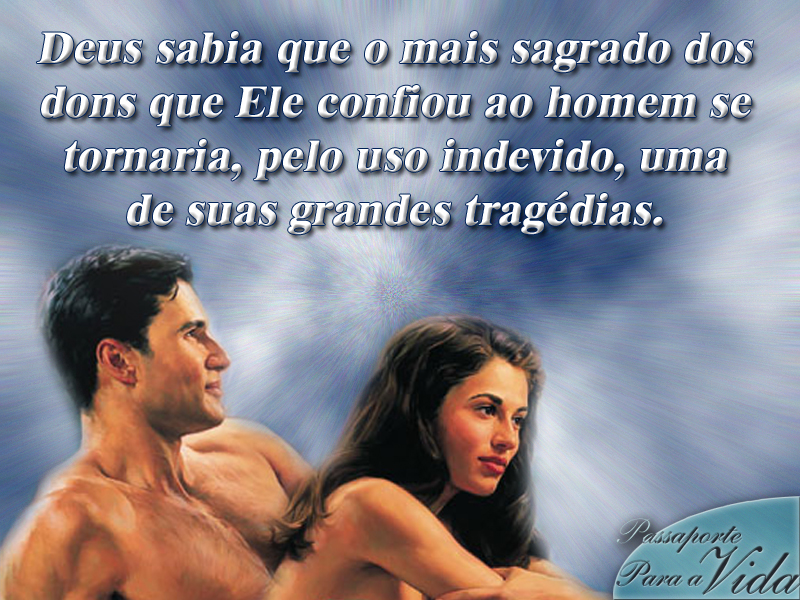 Deus sabia que o mais sagrado dos
dons que Ele confiou ao homem se
tornaria, pelo uso indevido, uma
de suas grandes tragédias.
Passaporte
Para a Vida